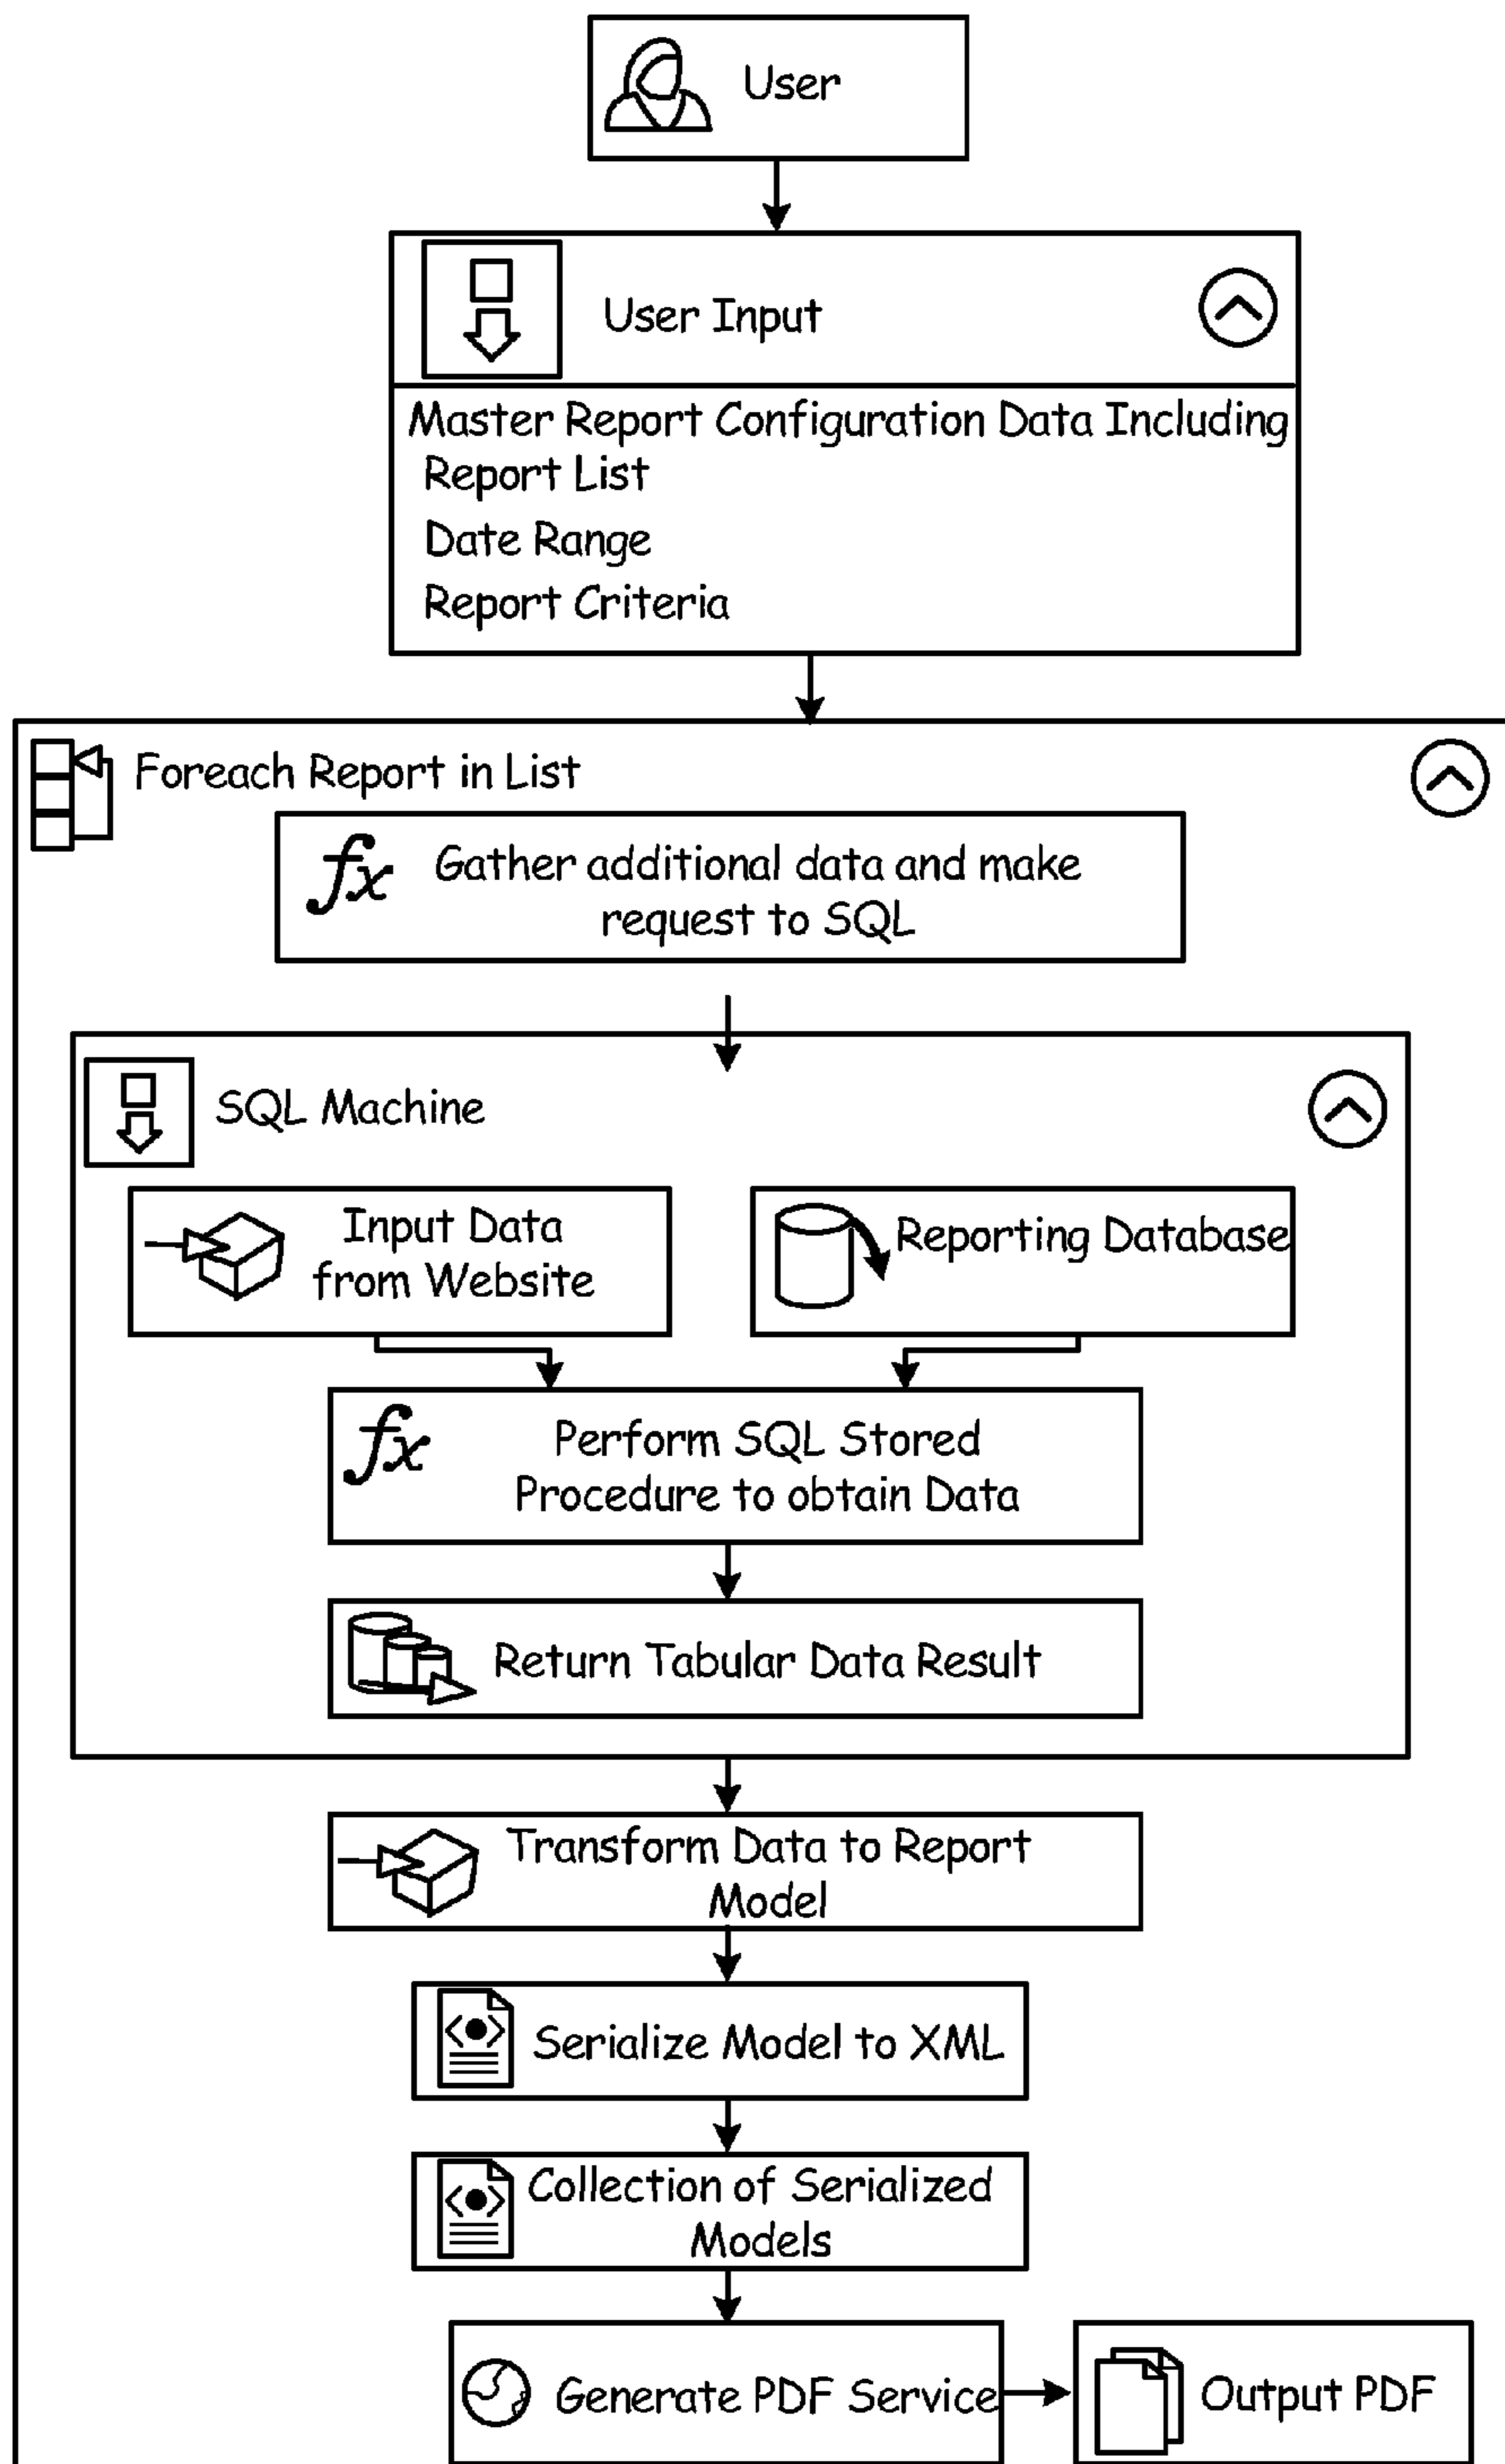 User
User Input
Master Report Configuration Data Including
Report List
Date Range
Report Criteria
Foreach Report in List
fx
Gather additional data and make
request to SQL
SQL Machine
Input Data
from Website
Reporting Database
fx
Perform SQL Stored
Procedure to obtain Data
Return Tabular Data Result
Transform Data to Report
Model
Serialize Model to XML
Collection of Serialized
Models
Generate PDF Service
Output PDF